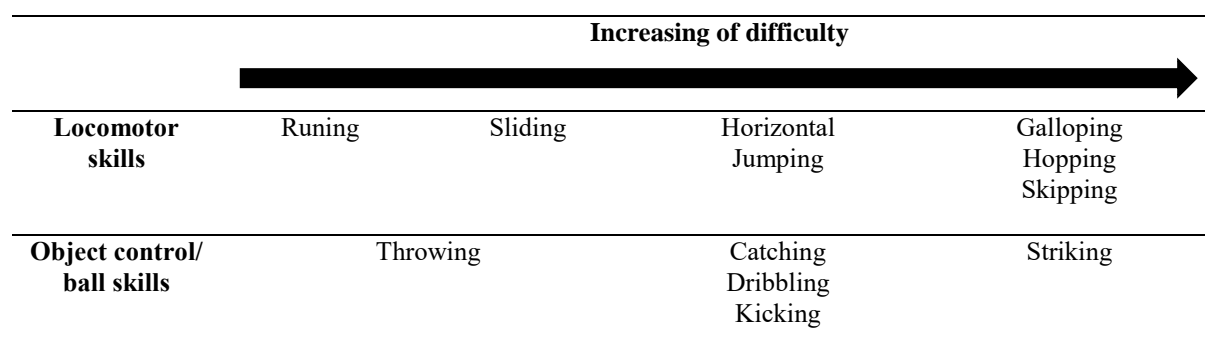 Increasing of difficulty
Locomotor skills Runing Sliding Horizontal Jumping Galloping Hopping Skipping
Object control/ ball skills Throwing Catching Dribbling Kicking Striking